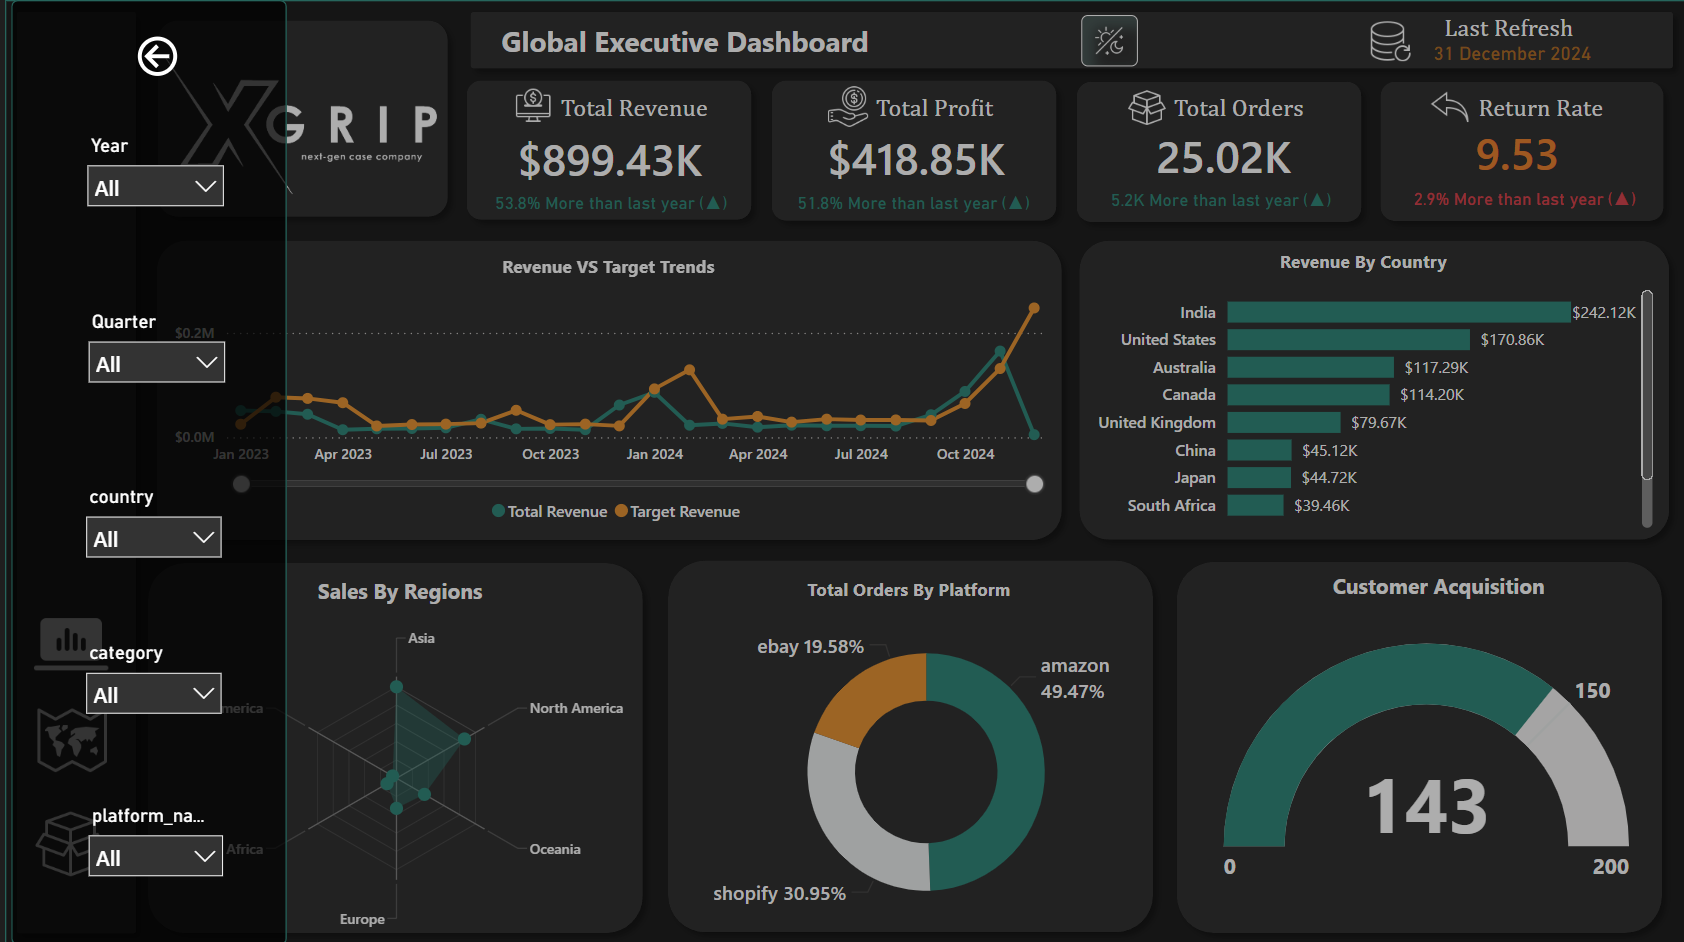 Global Executive Dashboard
Last Refresh
31 December 2024
XGRIP
next-gen case company
Total Revenue
$899.43K
53.8% More than last year (▲)
Total Profit
$418.85K
51.8% More than last year (▲)
Total Orders
25.02K
5.2K More than last year (▲)
Return Rate
9.53
2.9% More than last year (▲)
Year
All
Quarter
All
country
All
category
All
platform_na...
All
Revenue VS Target Trends
$0.2M
$0.0M
Jan 2023
Apr 2023
Jul 2023
Oct 2023
Jan 2024
Apr 2024
Jul 2024
Oct 2024
Total Revenue
Target Revenue
Revenue By Country
India $242.12K
United States $170.86K
Australia $117.29K
Canada $114.20K
United Kingdom $79.67K
China $45.12K
Japan $44.72K
South Africa $39.46K
Sales By Regions
Asia
North America
Oceania
Europe
Africa
merica
Total Orders By Platform
ebay 19.58%
amazon
49.47%
shopify 30.95%
Customer Acquisition
150
143
0
200